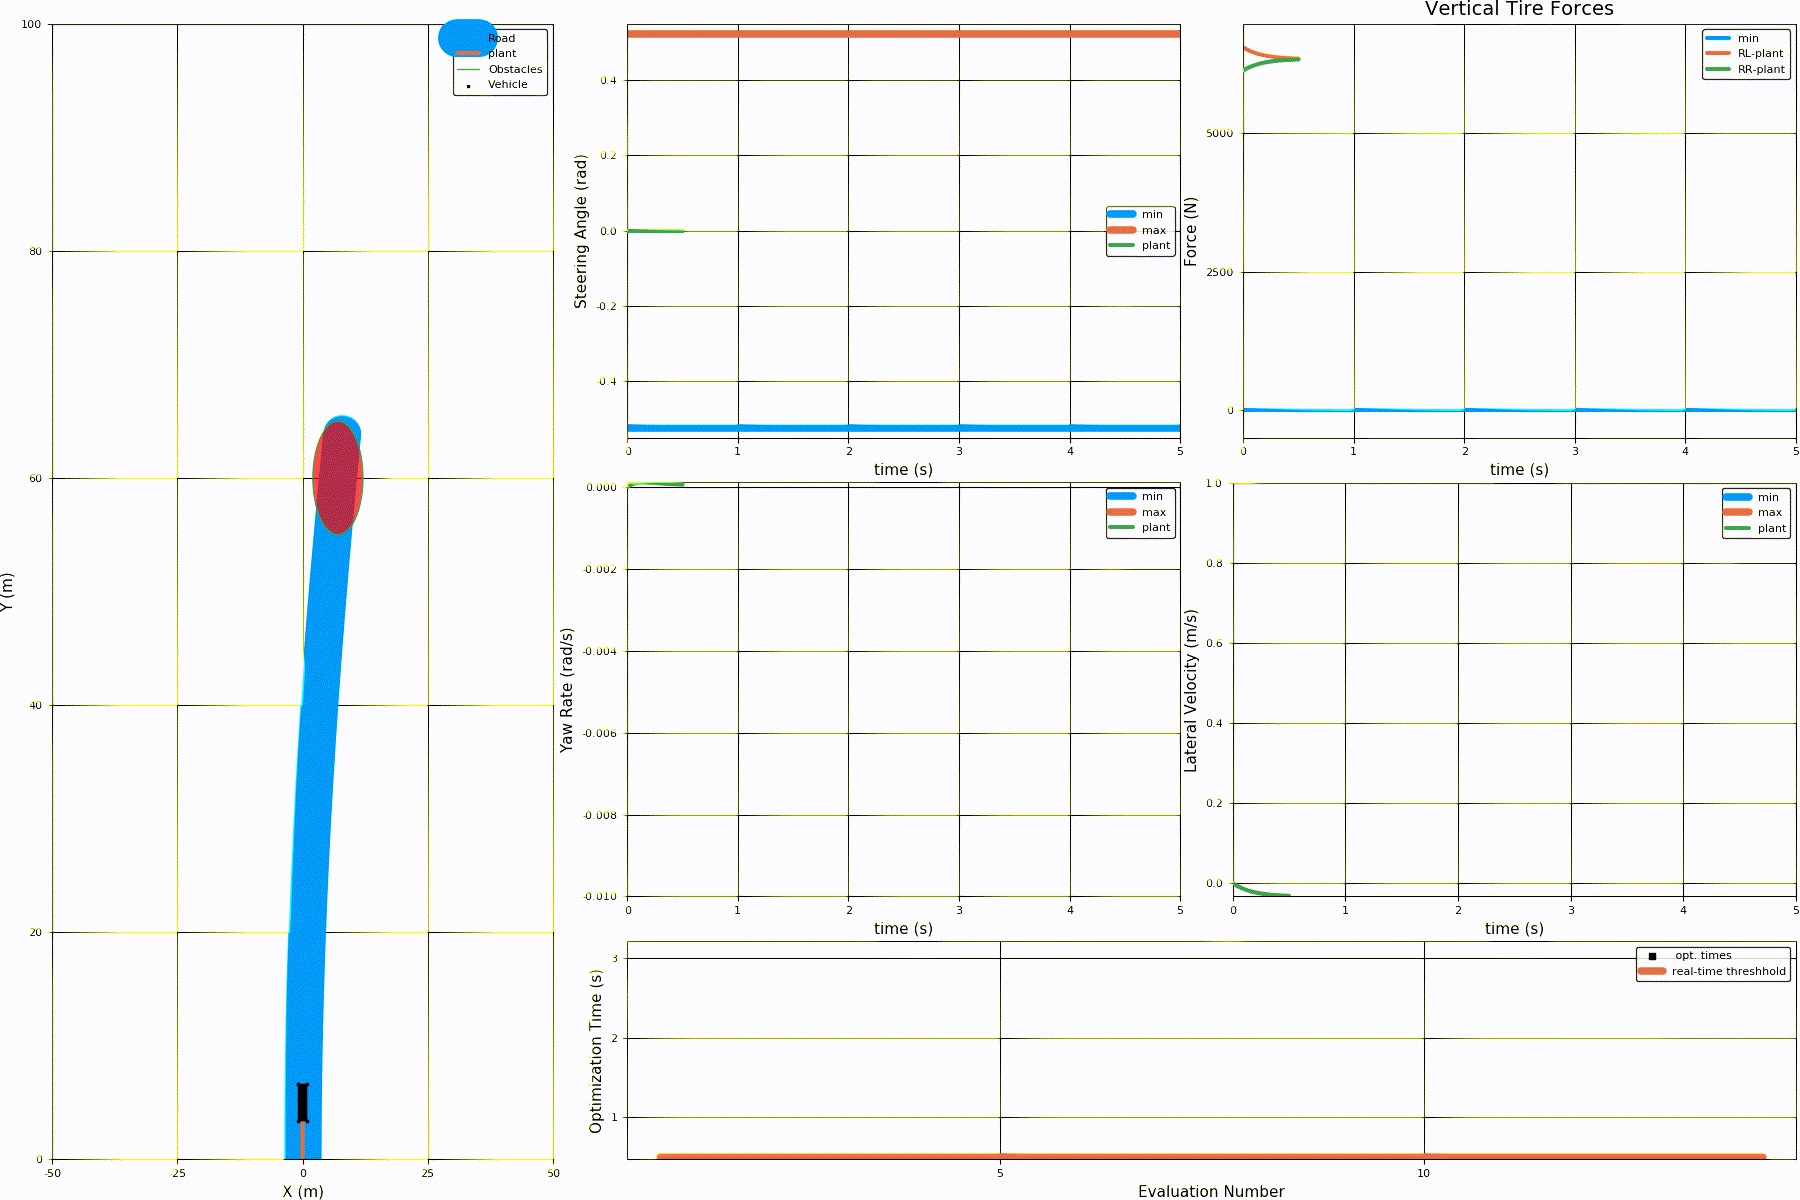 100
80
60
40
20
0
-50
-25
0
25
50
X (m)
Y (m)
Road
plant
Obstacles
Vehicle
0.4
0.2
0.0
-0.2
-0.4
0
1
2
3
4
5
time (s)
Steering Angle (rad)
min
max
plant
Vertical Tire Forces
5000
2500
0
0
1
2
3
4
5
time (s)
Force (N)
min
RL-plant
RR-plant
0.000
-0.002
-0.004
-0.006
-0.008
-0.010
0
1
2
3
4
5
time (s)
Yaw Rate (rad/s)
min
max
plant
1.0
0.8
0.6
0.4
0.2
0.0
0
1
2
3
4
5
time (s)
Lateral Velocity (m/s)
min
max
plant
3
2
1
5
10
Evaluation Number
Optimization Time (s)
opt. times
real-time threshhold